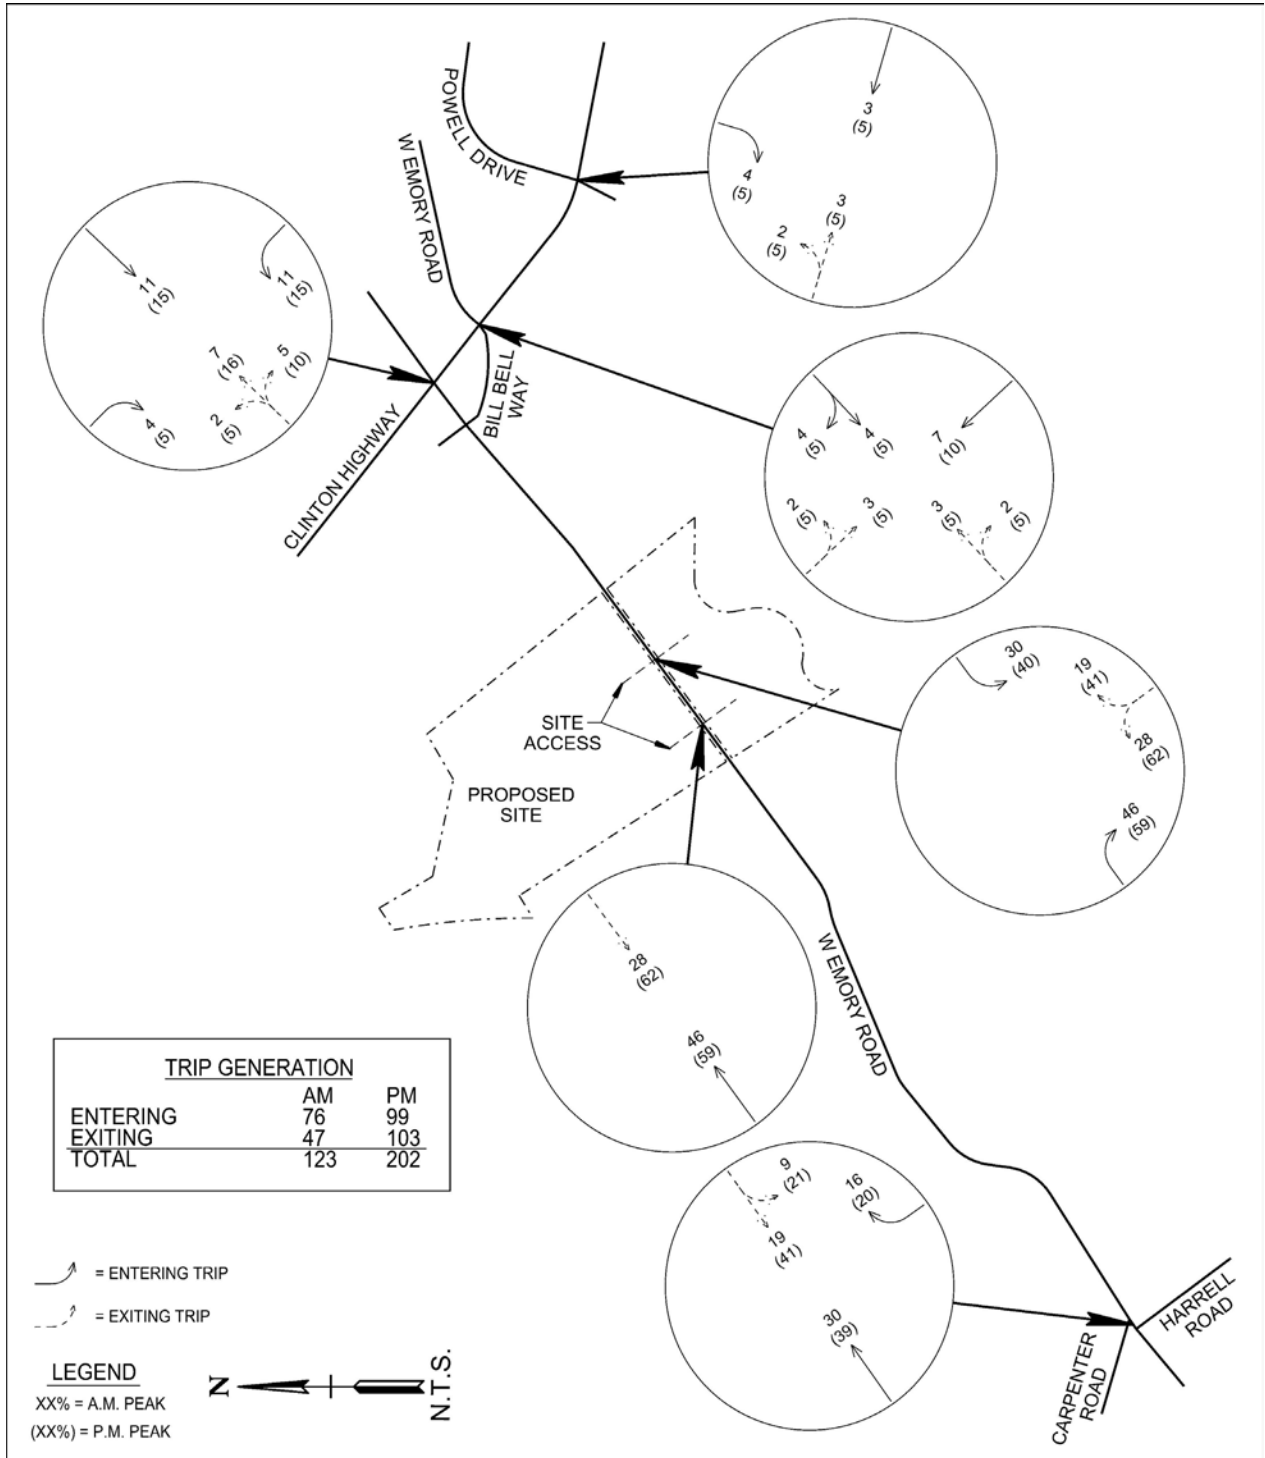 POWELL DRIVE
W EMORY ROAD
3
(5)
4
(5)
3
(5)
2
(5)
11
(15)
11
(15)
7
(16)
5
(10)
4
(5)
2
(5)
BILL BELL
WAY
CLINTON HIGHWAY
4
(5)
4
(5)
7
(10)
2
(5)
3
(5)
3
(5)
2
(5)
30
(40)
19
(41)
28
(62)
46
(59)
SITE
ACCESS
PROPOSED
SITE
28
(62)
46
(59)
W EMORY ROAD
TRIP GENERATION
AM PM
ENTERING 76 99
EXITING 47 103
TOTAL 123 202
9
(21)
16
(20)
19
(41)
30
(39)
HARRELL
ROAD
CARPENTER
ROAD
= ENTERING TRIP
= EXITING TRIP
LEGEND
XX% = A.M. PEAK
(XX%) = P.M. PEAK
N
N.T.S.